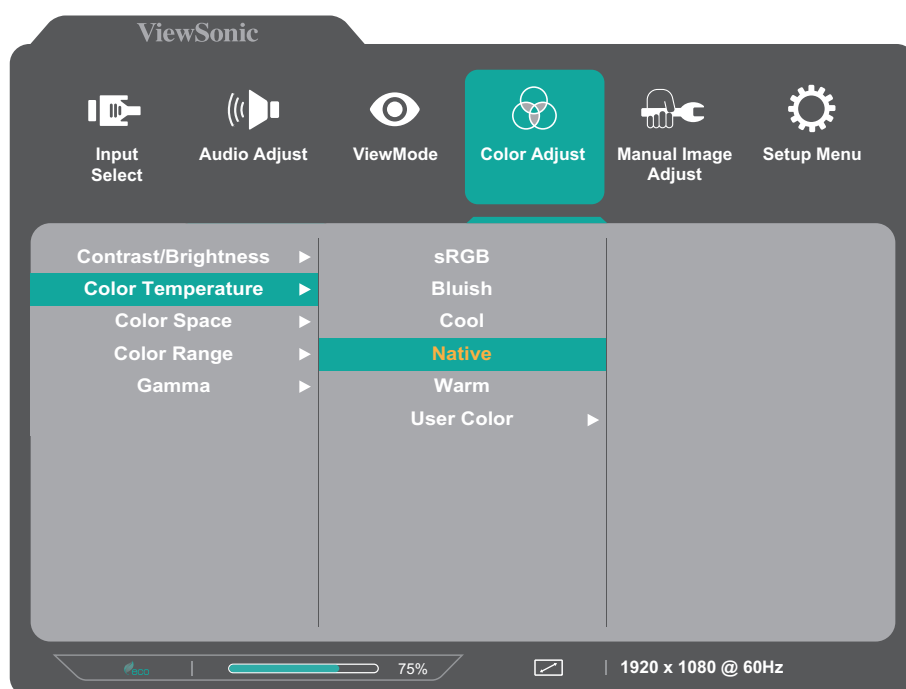 ViewSonic
Input
Select
Audio Adjust
ViewMode
Color Adjust
Manual Image
Adjust
Setup Menu
Contrast/Brightness
Color Temperature
Color Space
Color Range
Gamma
sRGB
Bluish
Cool
Native
Warm
User Color
eco
75%
1920 x 1080 @ 60Hz